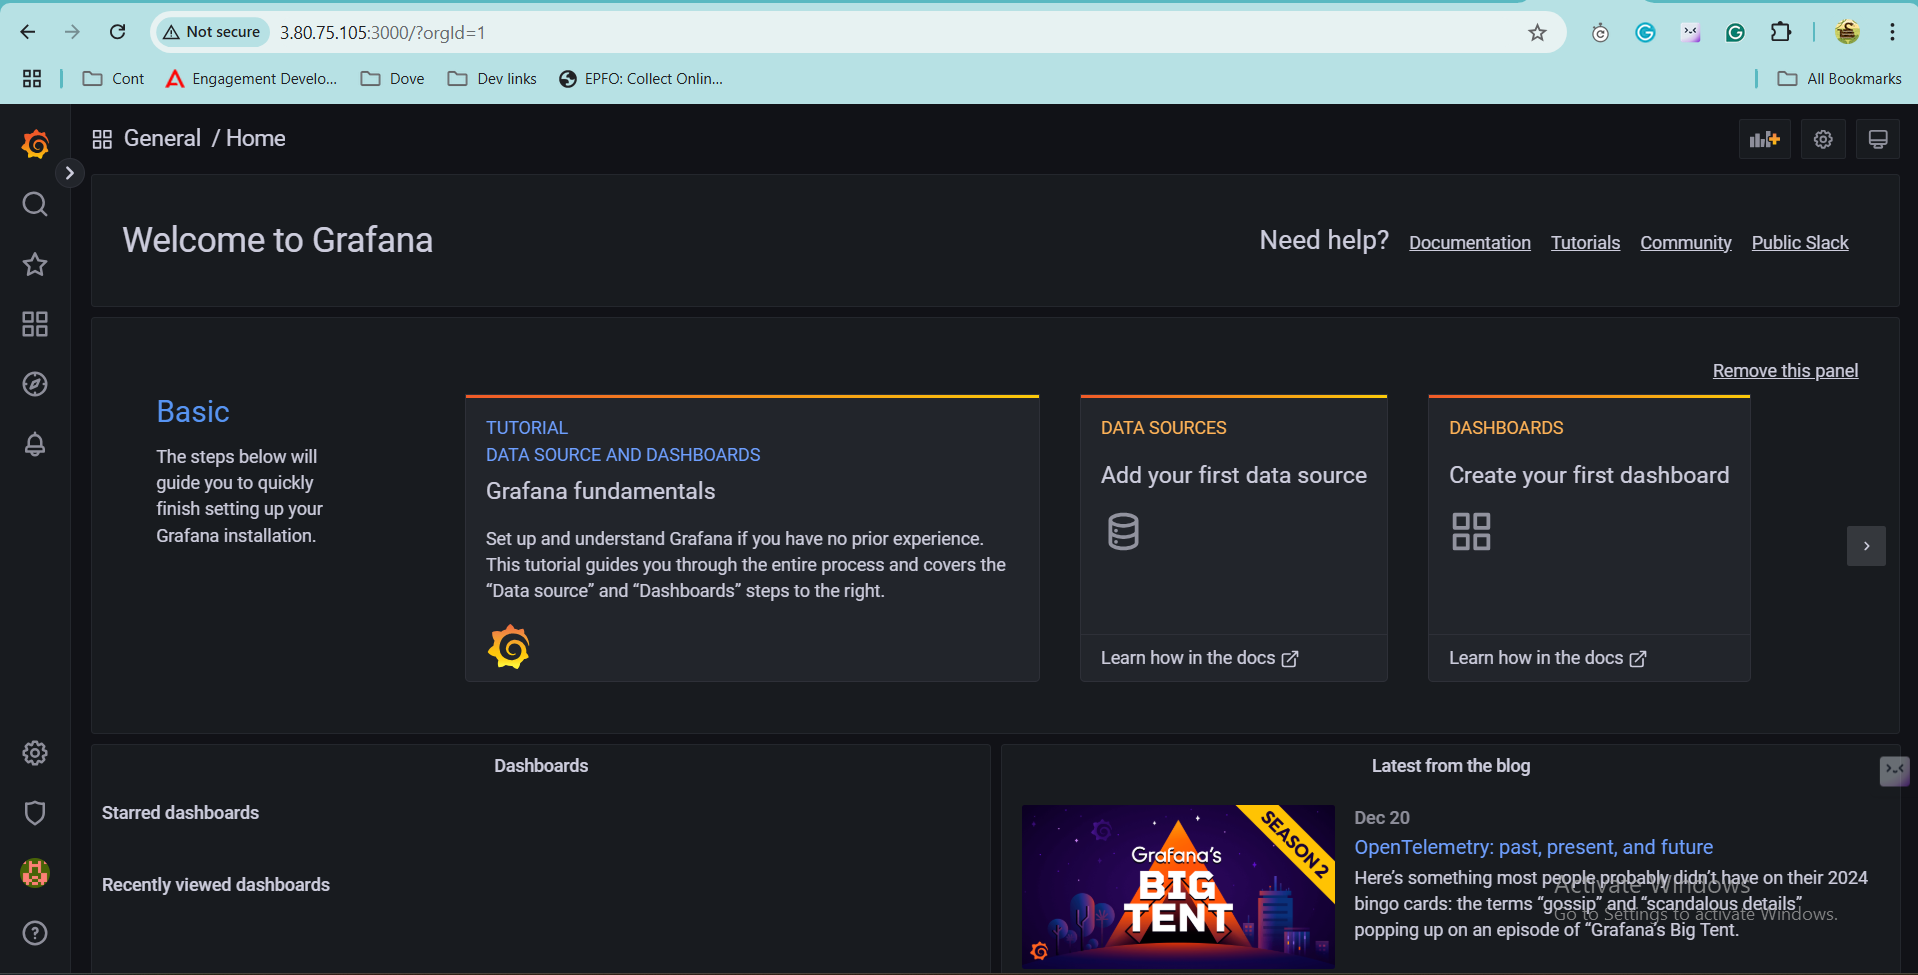 Not secure 3.80.75.105:3000/?orgId=1
Cont Engagement Develo... Dove Dev links EPFO: Collect Onlin... All Bookmarks
General / Home
Welcome to Grafana
Need help? Documentation Tutorials Community Public Slack
Remove this panel
Basic
The steps below will
guide you to quickly
finish setting up your
Grafana installation.
TUTORIAL
DATA SOURCE AND DASHBOARDS
Grafana fundamentals
Set up and understand Grafana if you have no prior experience.
This tutorial guides you through the entire process and covers the
“Data source” and “Dashboards” steps to the right.
DATA SOURCES
Add your first data source
Learn how in the docs
DASHBOARDS
Create your first dashboard
Learn how in the docs
Dashboards
Starred dashboards
Recently viewed dashboards
Latest from the blog
SEASON 2
Grafana's
BIG
TENT
Dec 20
OpenTelemetry: past, present, and future
Here’s something most people probably didn’t have on their 2024
bingo cards: the terms “gossip” and “scandalous details”
popping up on an episode of “Grafana’s Big Tent.
Activate Windows
Go to Settings to activate Windows.